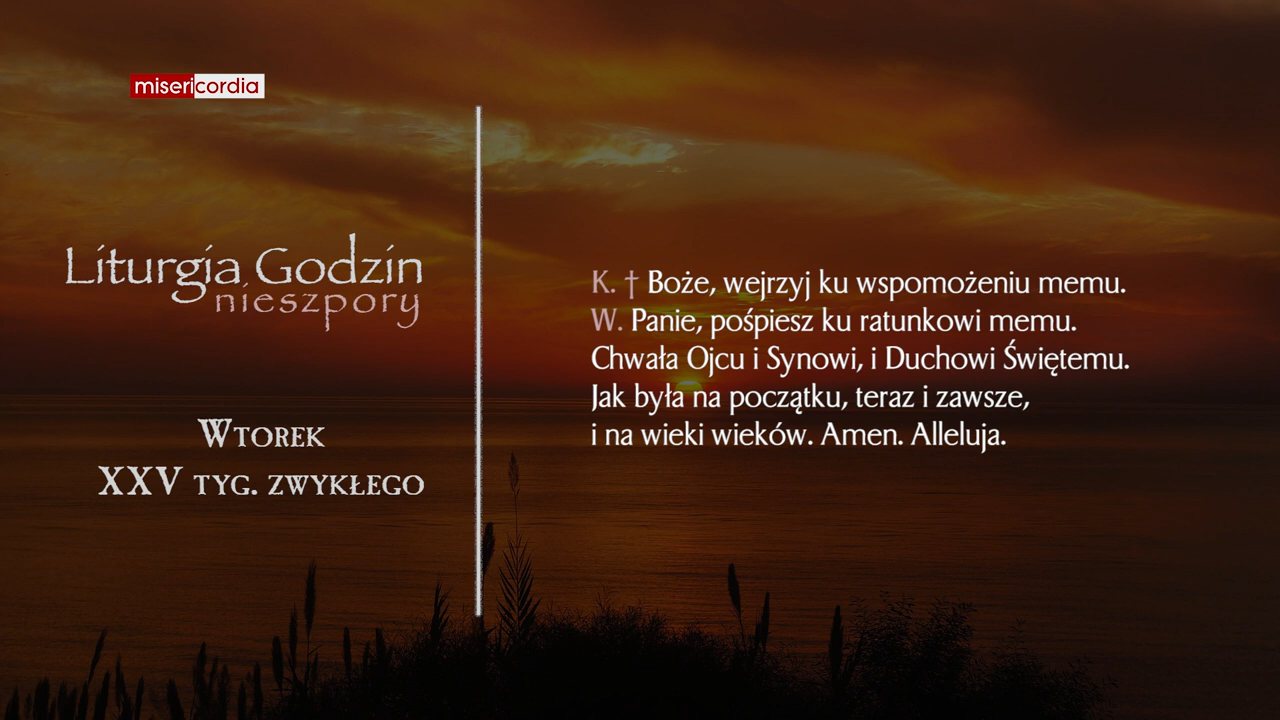 misericordia
Liturgia Godzin
nieszpory
Wtorek
XXV tyg. zwykłego
K. † Boże, wejrzyj ku wspomożeniu memu.
W. Panie, pośpiesz ku ratunkowi memu.
Chwała Ojcu i Synowi, i Duchowi Świętemu.
Jak była na początku, teraz i zawsze,
i na wieki wieków. Amen. Alleluja.